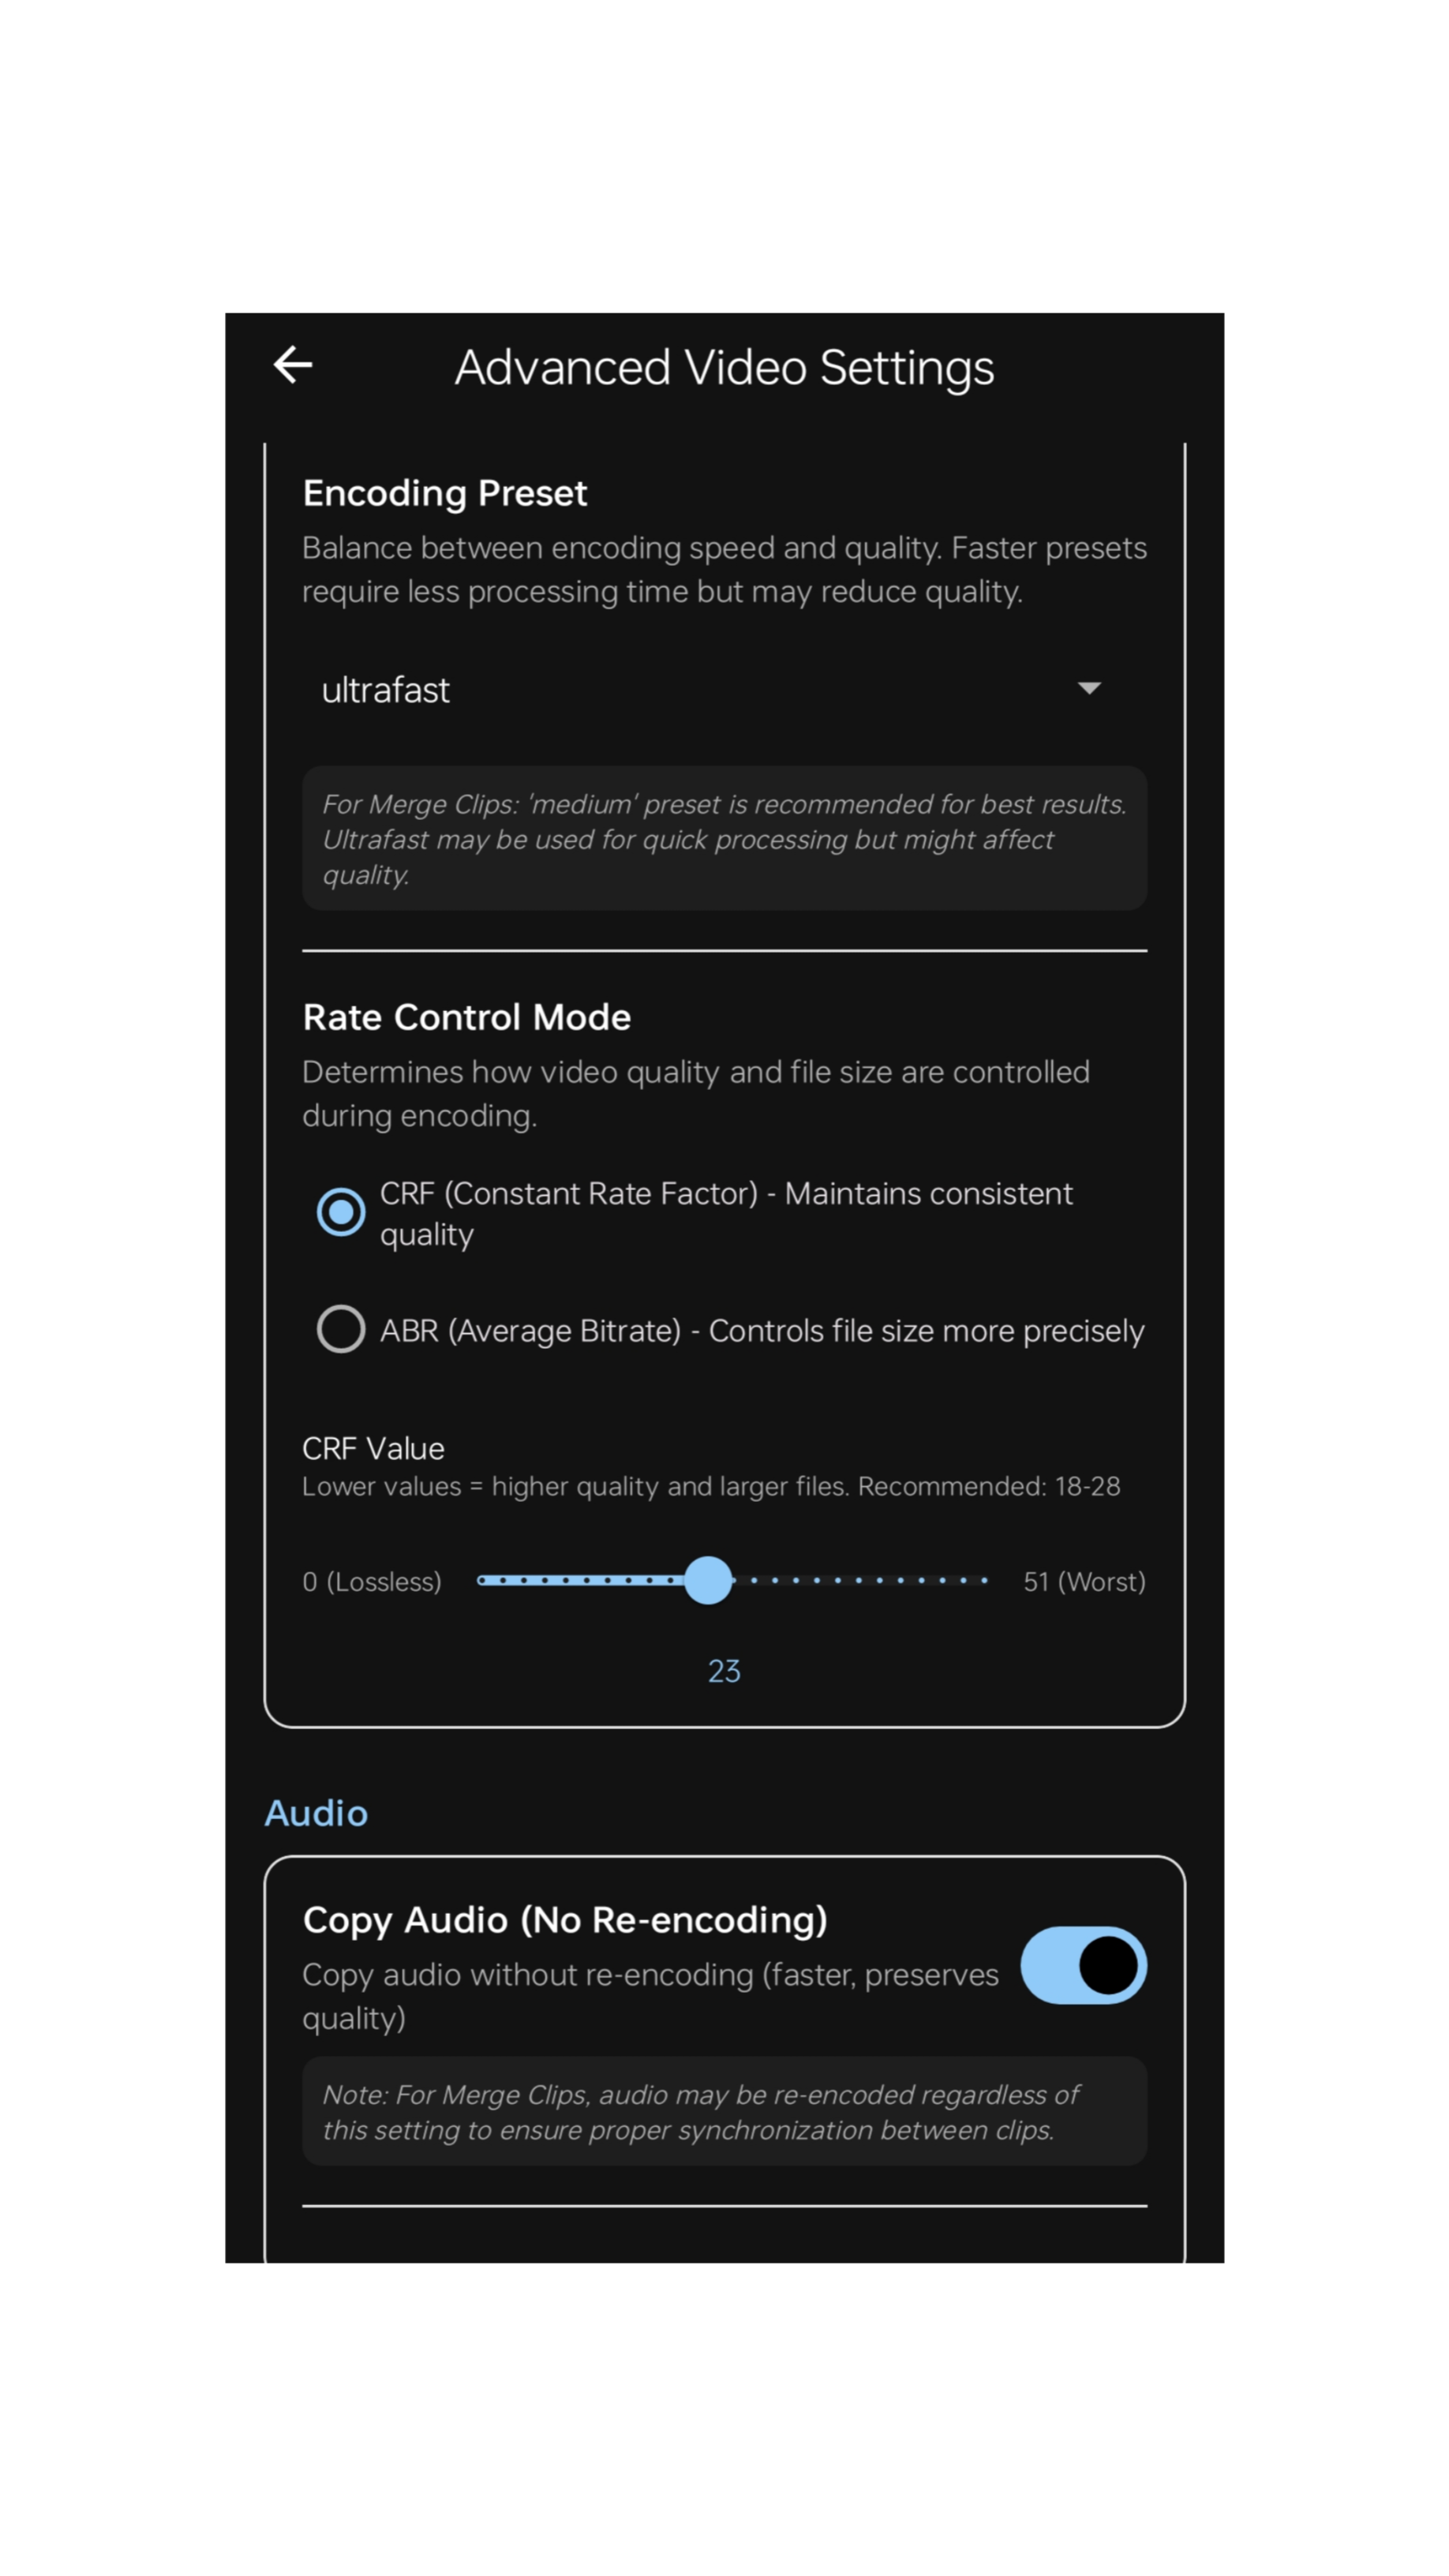 Advanced Video Settings
Encoding Preset
Balance between encoding speed and quality. Faster presets
require less processing time but may reduce quality.
ultrafast
For Merge Clips: 'medium' preset is recommended for best results.
Ultrafast may be used for quick processing but might affect
quality.
Rate Control Mode
Determines how video quality and file size are controlled
during encoding.
CRF (Constant Rate Factor) - Maintains consistent
quality
ABR (Average Bitrate) - Controls file size more precisely
CRF Value
Lower values = higher quality and larger files. Recommended: 18-28
0 (Lossless) 51 (Worst)
23
Audio
Copy Audio (No Re-encoding)
Copy audio without re-encoding (faster, preserves
quality)
Note: For Merge Clips, audio may be re-encoded regardless of
this setting to ensure proper synchronization between clips.